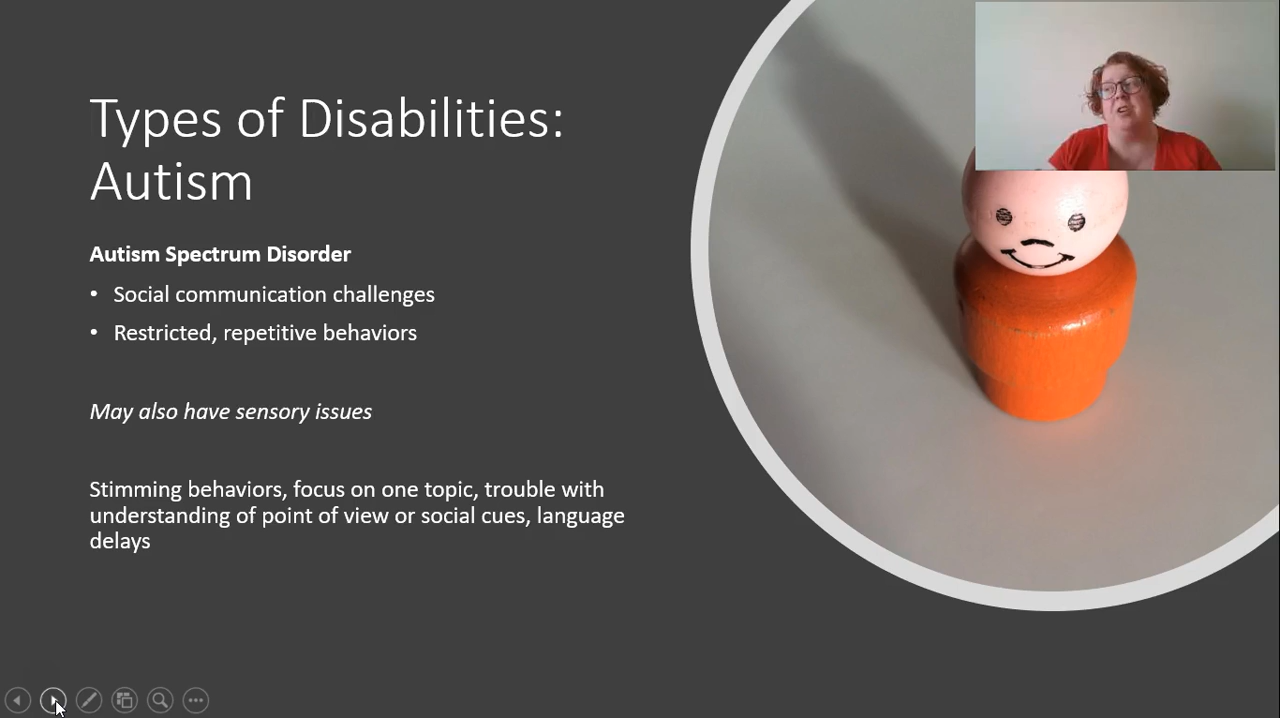 Types of Disabilities:
Autism
Autism Spectrum Disorder
• Social communication challenges
• Restricted, repetitive behaviors
May also have sensory issues
Stimming behaviors, focus on one topic, trouble with
understanding of point of view or social cues, language
delays